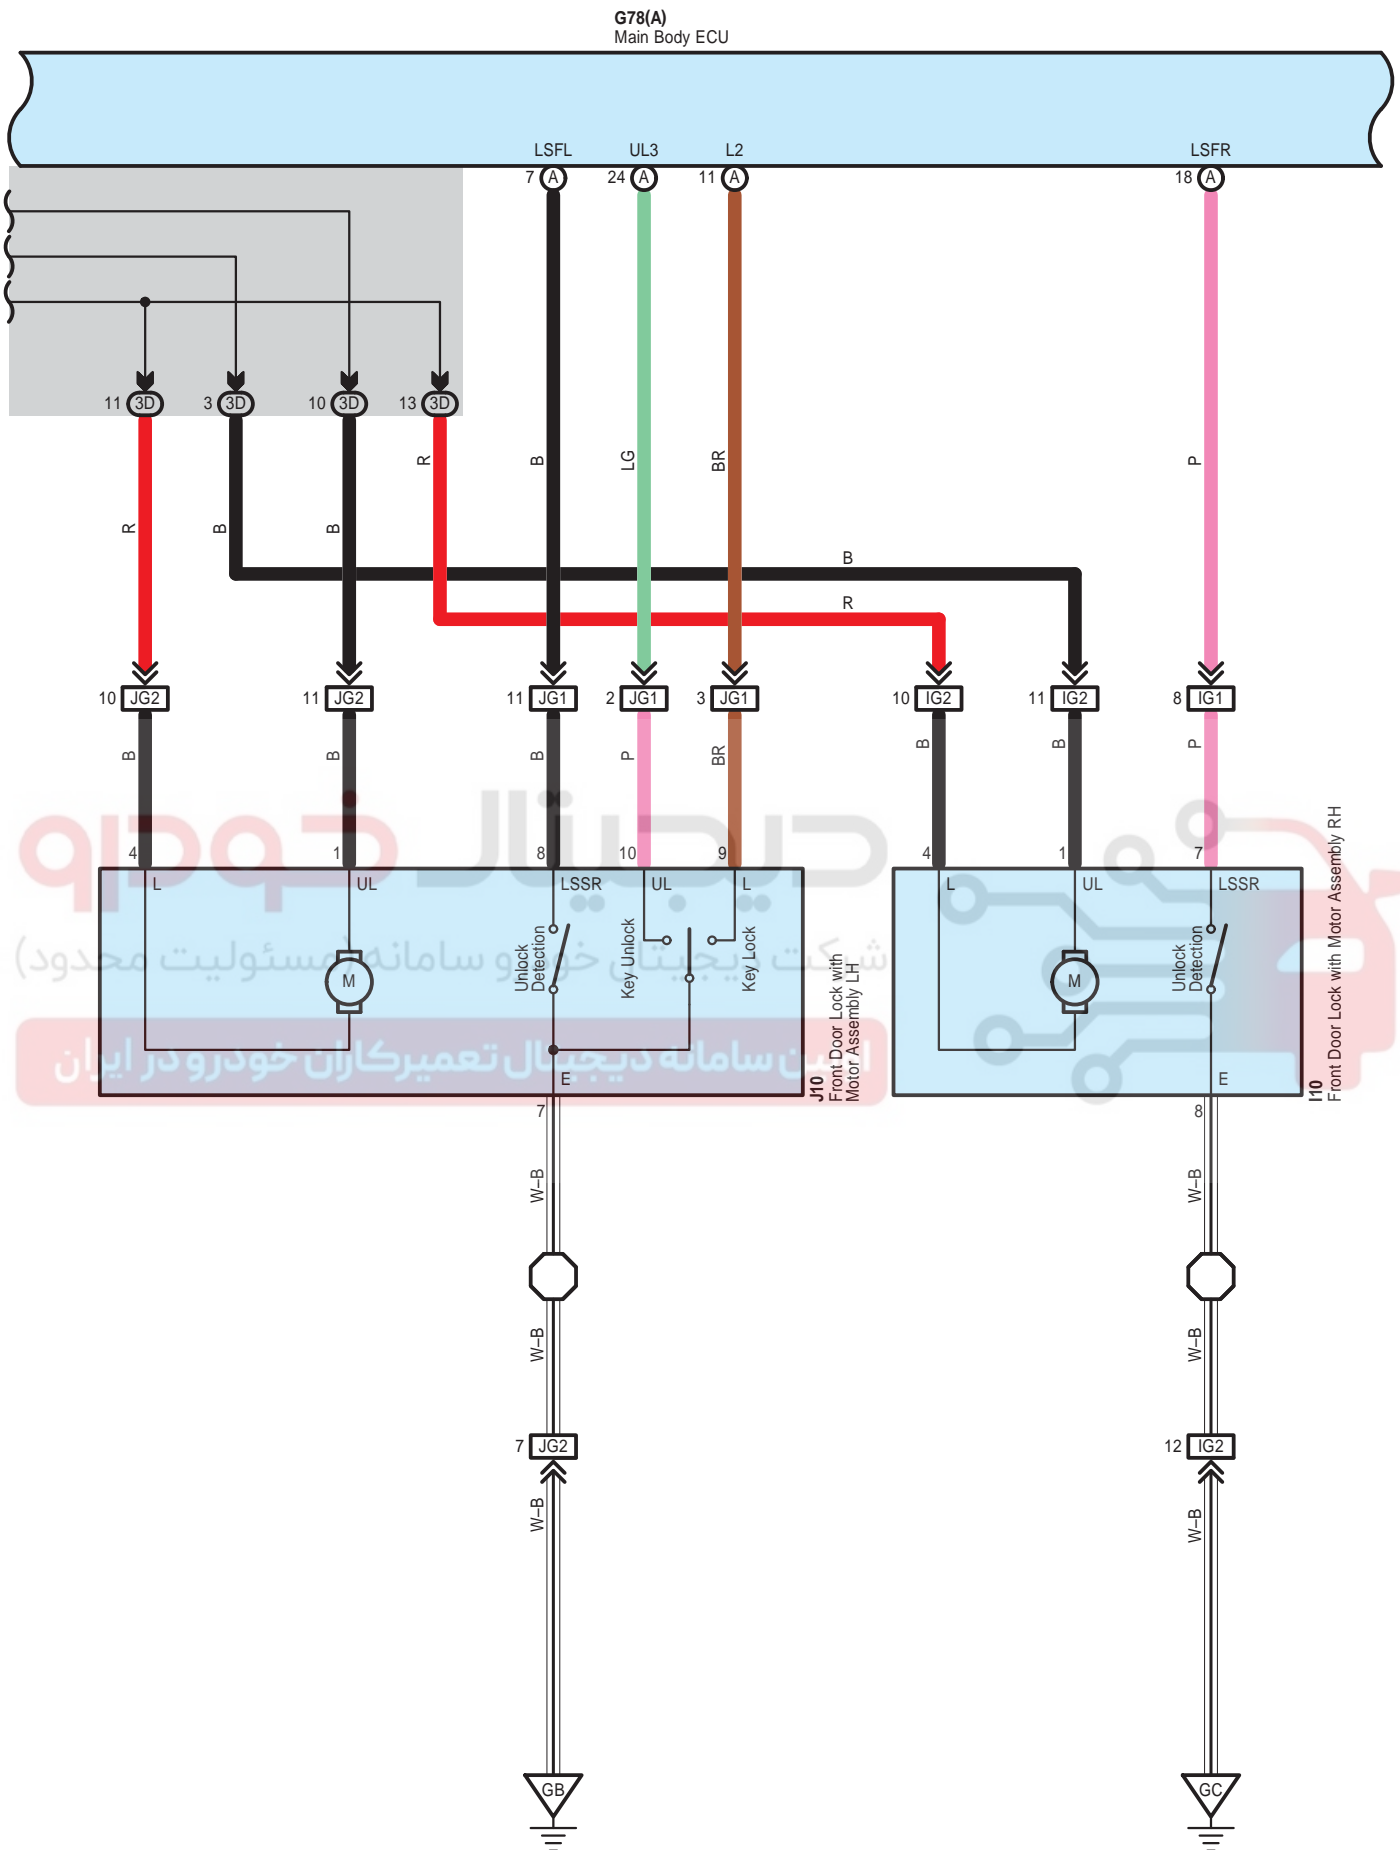 G78(A)
Main Body ECU
LSFL UL3 L2 LSFR
7 A 24 A 11 A 18 A
11 3D 3 3D 10 3D 13 3D
R B LG BR P
R B B
B
R
10 JG2 11 JG2 11 JG1 2 JG1 3 JG1 10 IG2 11 IG2 8 IG1
B B B P BR B B P
دیجیتال خودرو
4 1 8 10 9 4 1 7
L UL LSSR UL L L UL LSSR
Unlock Detection
Key Unlock
Key Lock
Unlock Detection
M M
شرکت دیجیتال خودرو سامانه (مسئولیت محدود)
اولین سامانه دیجیتال تعمیرکاران خودرو در ایران
J10
Front Door Lock with
Motor Assembly LH
I10
Front Door Lock with Motor Assembly RH
E E
7 8
W–B W–B
W–B W–B
7 JG2 12 IG2
W–B W–B
GB GC